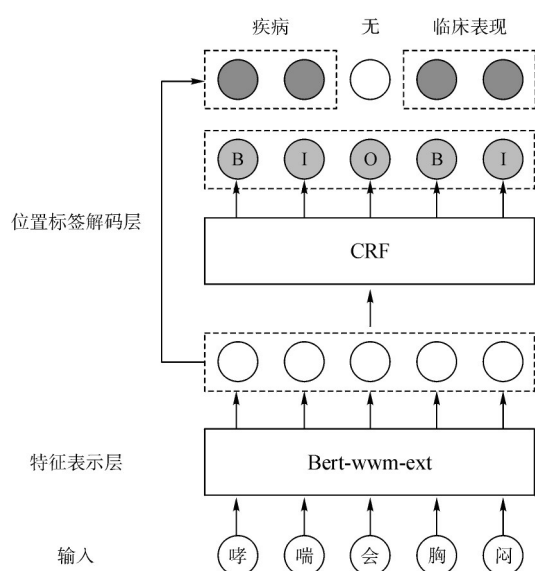 疾病 无 临床表现
B I O B I
位置标签解码层
CRF
特征表示层
Bert-wwm-ext
输入 哮 喘 会 胸 闷